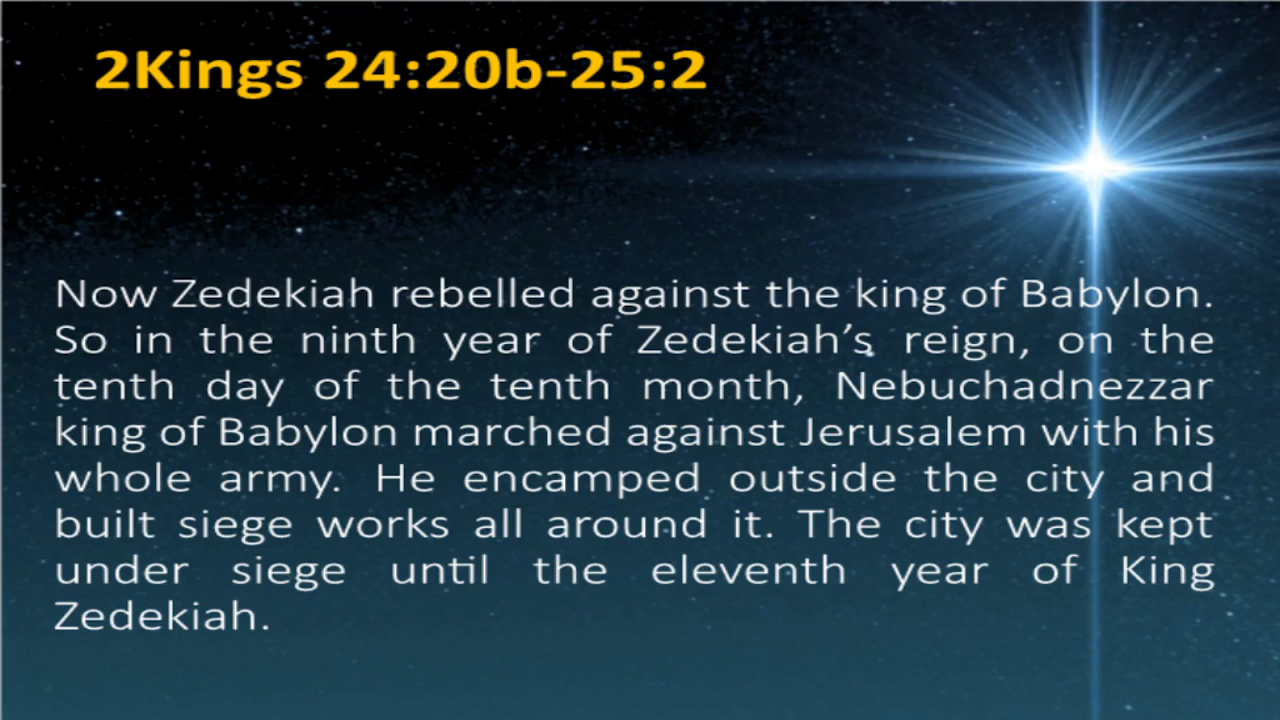 2Kings 24:20b-25:2
Now Zedekiah rebelled against the king of Babylon.
So in the ninth year of Zedekiah’s reign, on the
tenth day of the tenth month, Nebuchadnezzar
king of Babylon marched against Jerusalem with his
whole army. He encamped outside the city and
built siege works all around it. The city was kept
under siege until the eleventh year of King
Zedekiah.